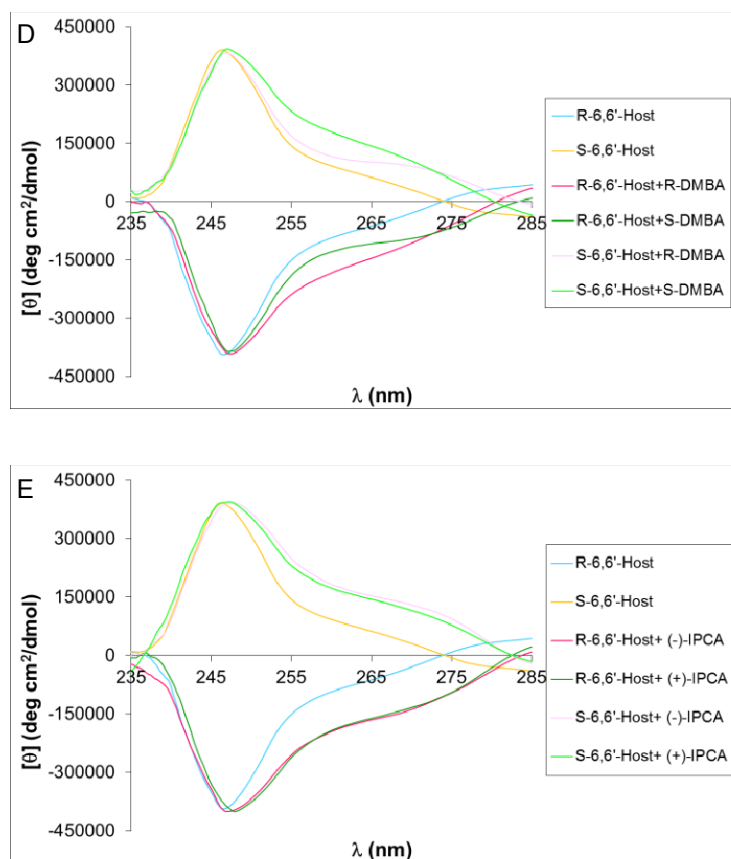 D
450000
300000
150000
0
-150000
-300000
-450000
235
245
255
265
275
285
[θ] (deg cm2/dmol)
λ (nm)
R-6,6'-Host
S-6,6'-Host
R-6,6'-Host+R-DMBA
R-6,6'-Host+S-DMBA
S-6,6'-Host+R-DMBA
S-6,6'-Host+S-DMBA
E
450000
300000
150000
0
-150000
-300000
-450000
235
245
255
265
275
285
[θ] (deg cm2/dmol)
λ (nm)
R-6,6'-Host
S-6,6'-Host
R-6,6'-Host+ (-)-IPCA
R-6,6'-Host+ (+)-IPCA
S-6,6'-Host+ (-)-IPCA
S-6,6'-Host+ (+)-IPCA